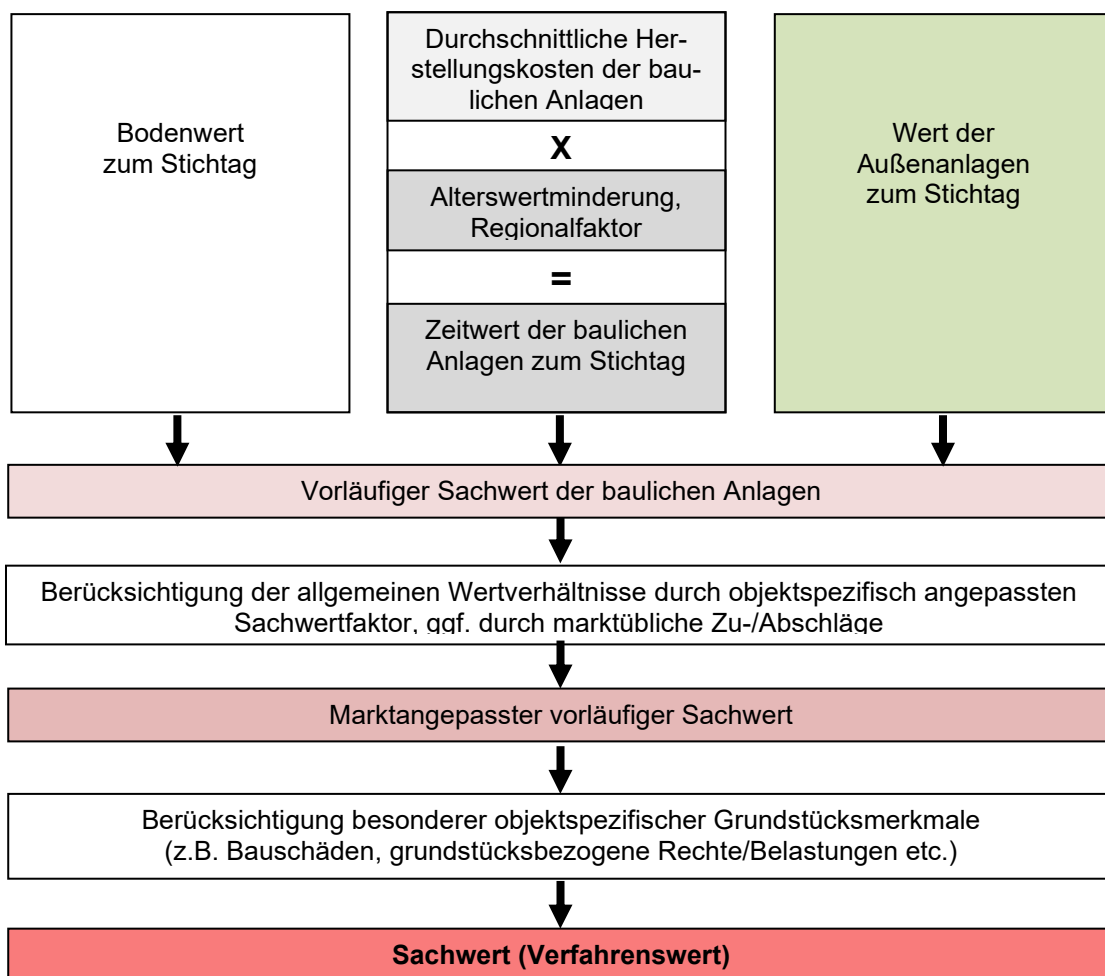 Bodenwert
zum Stichtag
Durchschnittliche Her-
stellungskosten der bau-
lichen Anlagen
X
Alterswertminderung,
Regionalfaktor
=
Zeitwert der baulichen
Anlagen zum Stichtag
Wert der
Außenanlagen
zum Stichtag
Vorläufiger Sachwert der baulichen Anlagen
Berücksichtigung der allgemeinen Wertverhältnisse durch objektspezifisch angepassten
Sachwertfaktor, ggf. durch marktübliche Zu-/Abschläge
Marktangepasster vorläufiger Sachwert
Berücksichtigung besonderer objektspezifischer Grundstücksmerkmale
(z.B. Bauschäden, grundstücksbezogene Rechte/Belastungen etc.)
Sachwert (Verfahrenswert)